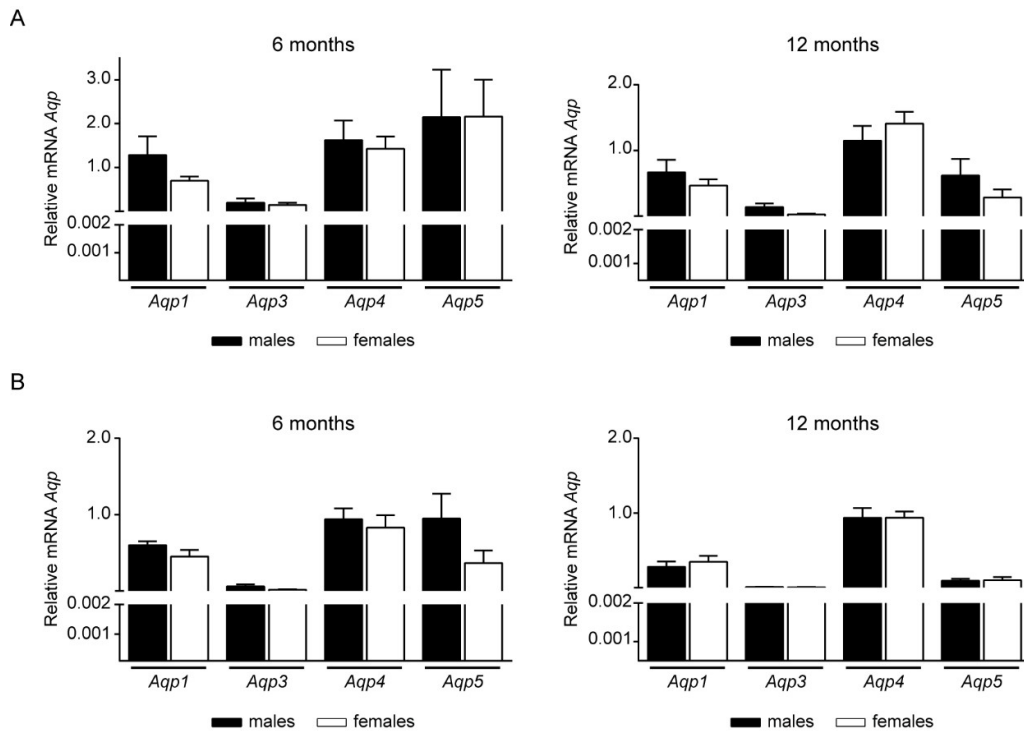 A
6 months
Relative mRNA Aqp
3.0
2.0
1.0
0.002
0.001
Aqp1 Aqp3 Aqp4 Aqp5
males females
12 months
Relative mRNA Aqp
2.0
1.0
0.002
0.001
Aqp1 Aqp3 Aqp4 Aqp5
males females
B
6 months
Relative mRNA Aqp
2.0
1.0
0.002
0.001
Aqp1 Aqp3 Aqp4 Aqp5
males females
12 months
Relative mRNA Aqp
2.0
1.0
0.002
0.001
Aqp1 Aqp3 Aqp4 Aqp5
males females